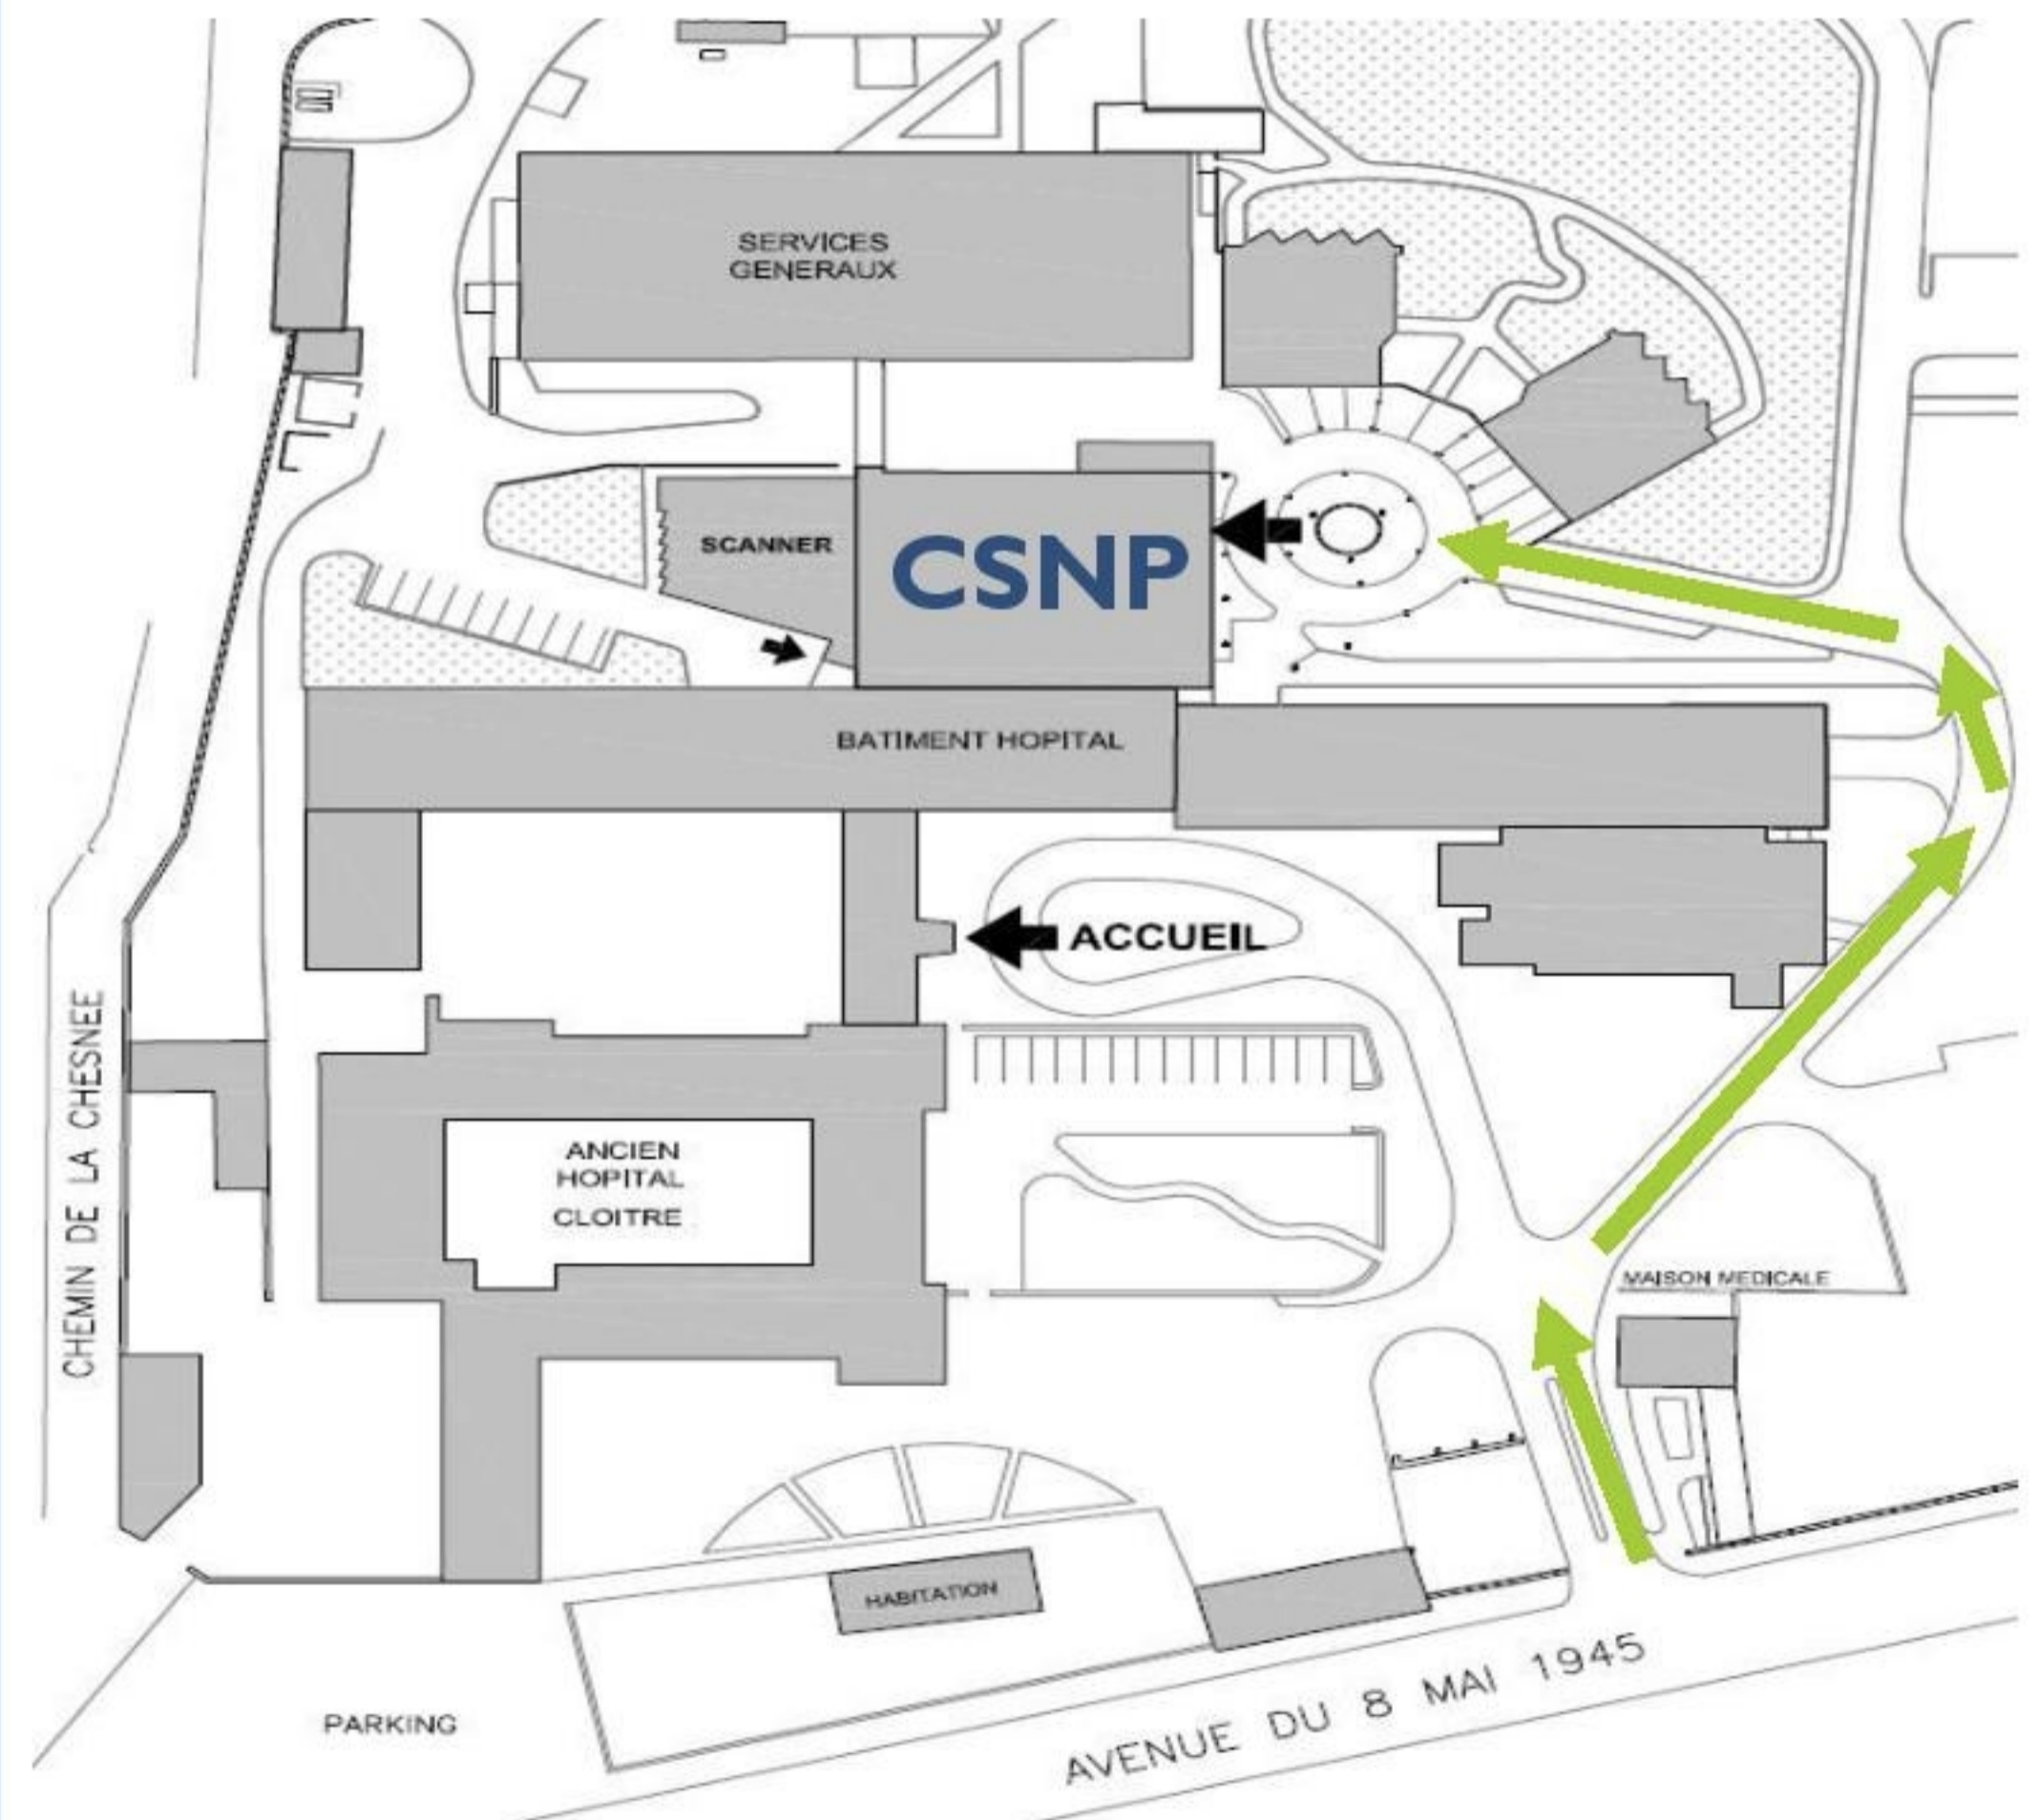 SERVICES
GENERAUX
SCANNER
CSNP
BATIMENT HOPITAL
ACCUEIL
CHEMIN DE LA CHESNEE
ANCIEN
HOPITAL
CLOITRE
MAISON MEDICALE
HABITATION
PARKING
AVENUE DU 8 MAI 1945